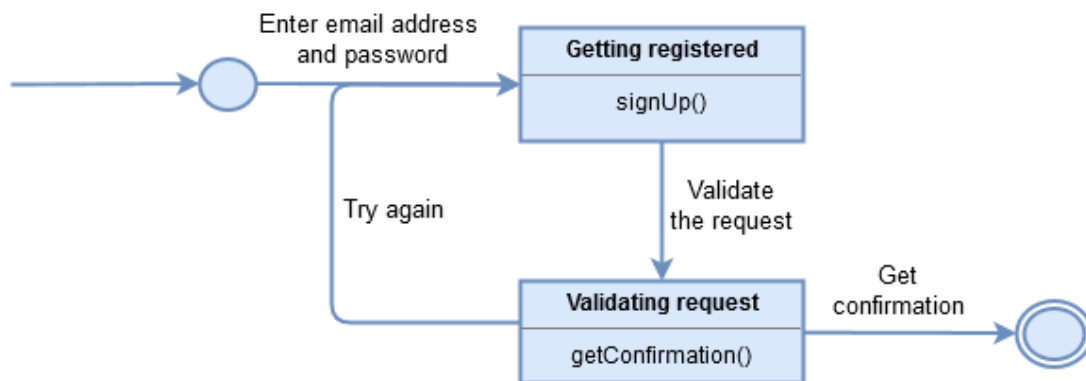 Enter email address
and password
Getting registered
signUp()
Try again
Validate
the request
Validating request
getConfirmation()
Get
confirmation